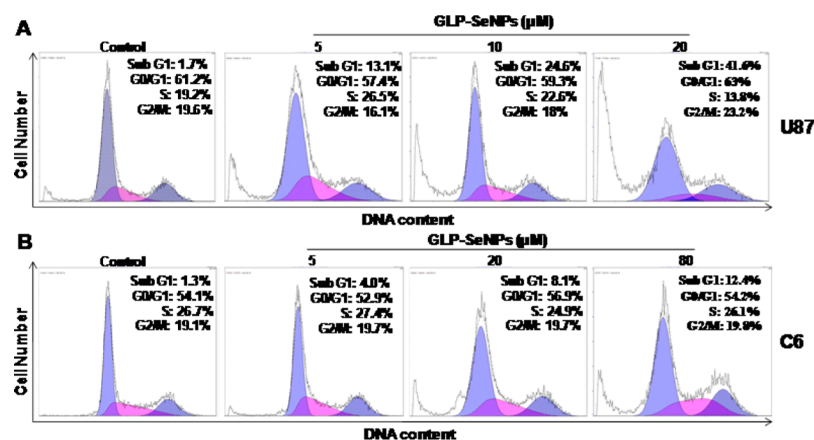 A
GLP-SeNPs (µM)
Control
5
10
20
Sub G1: 1.7%
G0/G1: 61.2%
S: 19.2%
G2/M: 19.6%
Sub G1: 13.1%
G0/G1: 57.4%
S: 26.5%
G2/M: 16.1%
Sub G1: 24.6%
G0/G1: 59.3%
S: 22.6%
G2/M: 18%
Sub G1: 41.6%
G0/G1: 63%
S: 13.8%
G2/M: 23.2%
Cell Number
U87
DNA content
B
GLP-SeNPs (µM)
Control
5
20
80
Sub G1: 1.3%
G0/G1: 54.1%
S: 26.7%
G2/M: 19.1%
Sub G1: 4.0%
G0/G1: 52.9%
S: 27.4%
G2/M: 19.7%
Sub G1: 8.1%
G0/G1: 56.9%
S: 24.9%
G2/M: 19.7%
Sub G1: 12.4%
G0/G1: 54.2%
S: 26.1%
G2/M: 19.8%
Cell Number
C6
DNA content